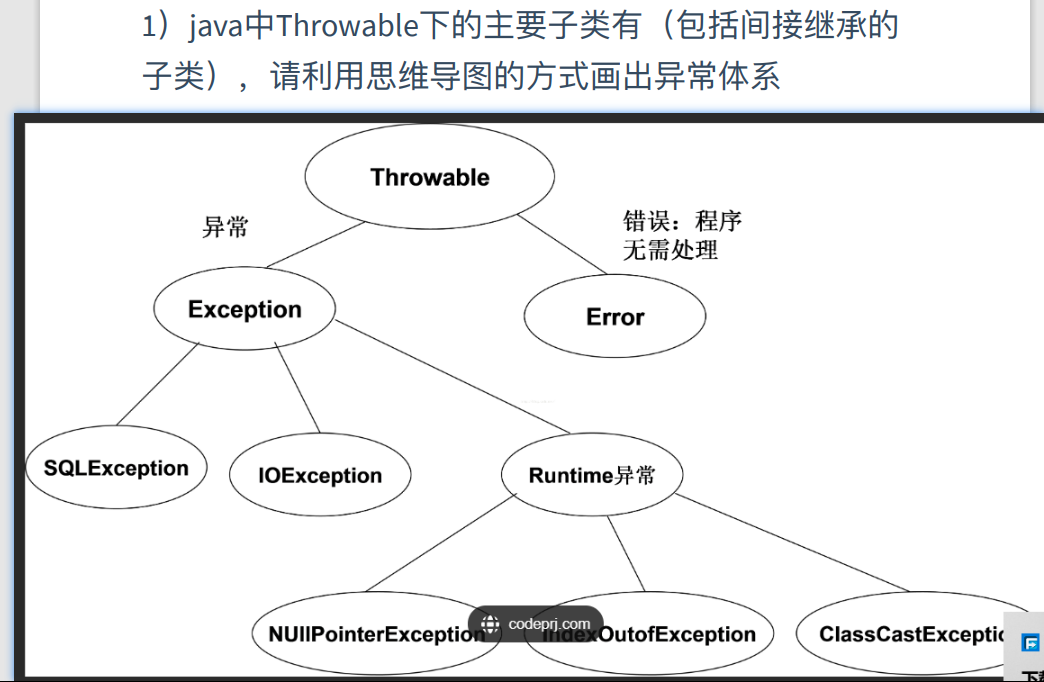 1）java中Throwable下的主要子类有（包括间接继承的
子类），请利用思维导图的方式画出异常体系
Throwable
异常
错误：程序
无需处理
Exception
Error
SQLException
IOException
Runtime异常
NUllPointerException
codeprj.com
IndexOutofException
ClassCastExceptic
下载